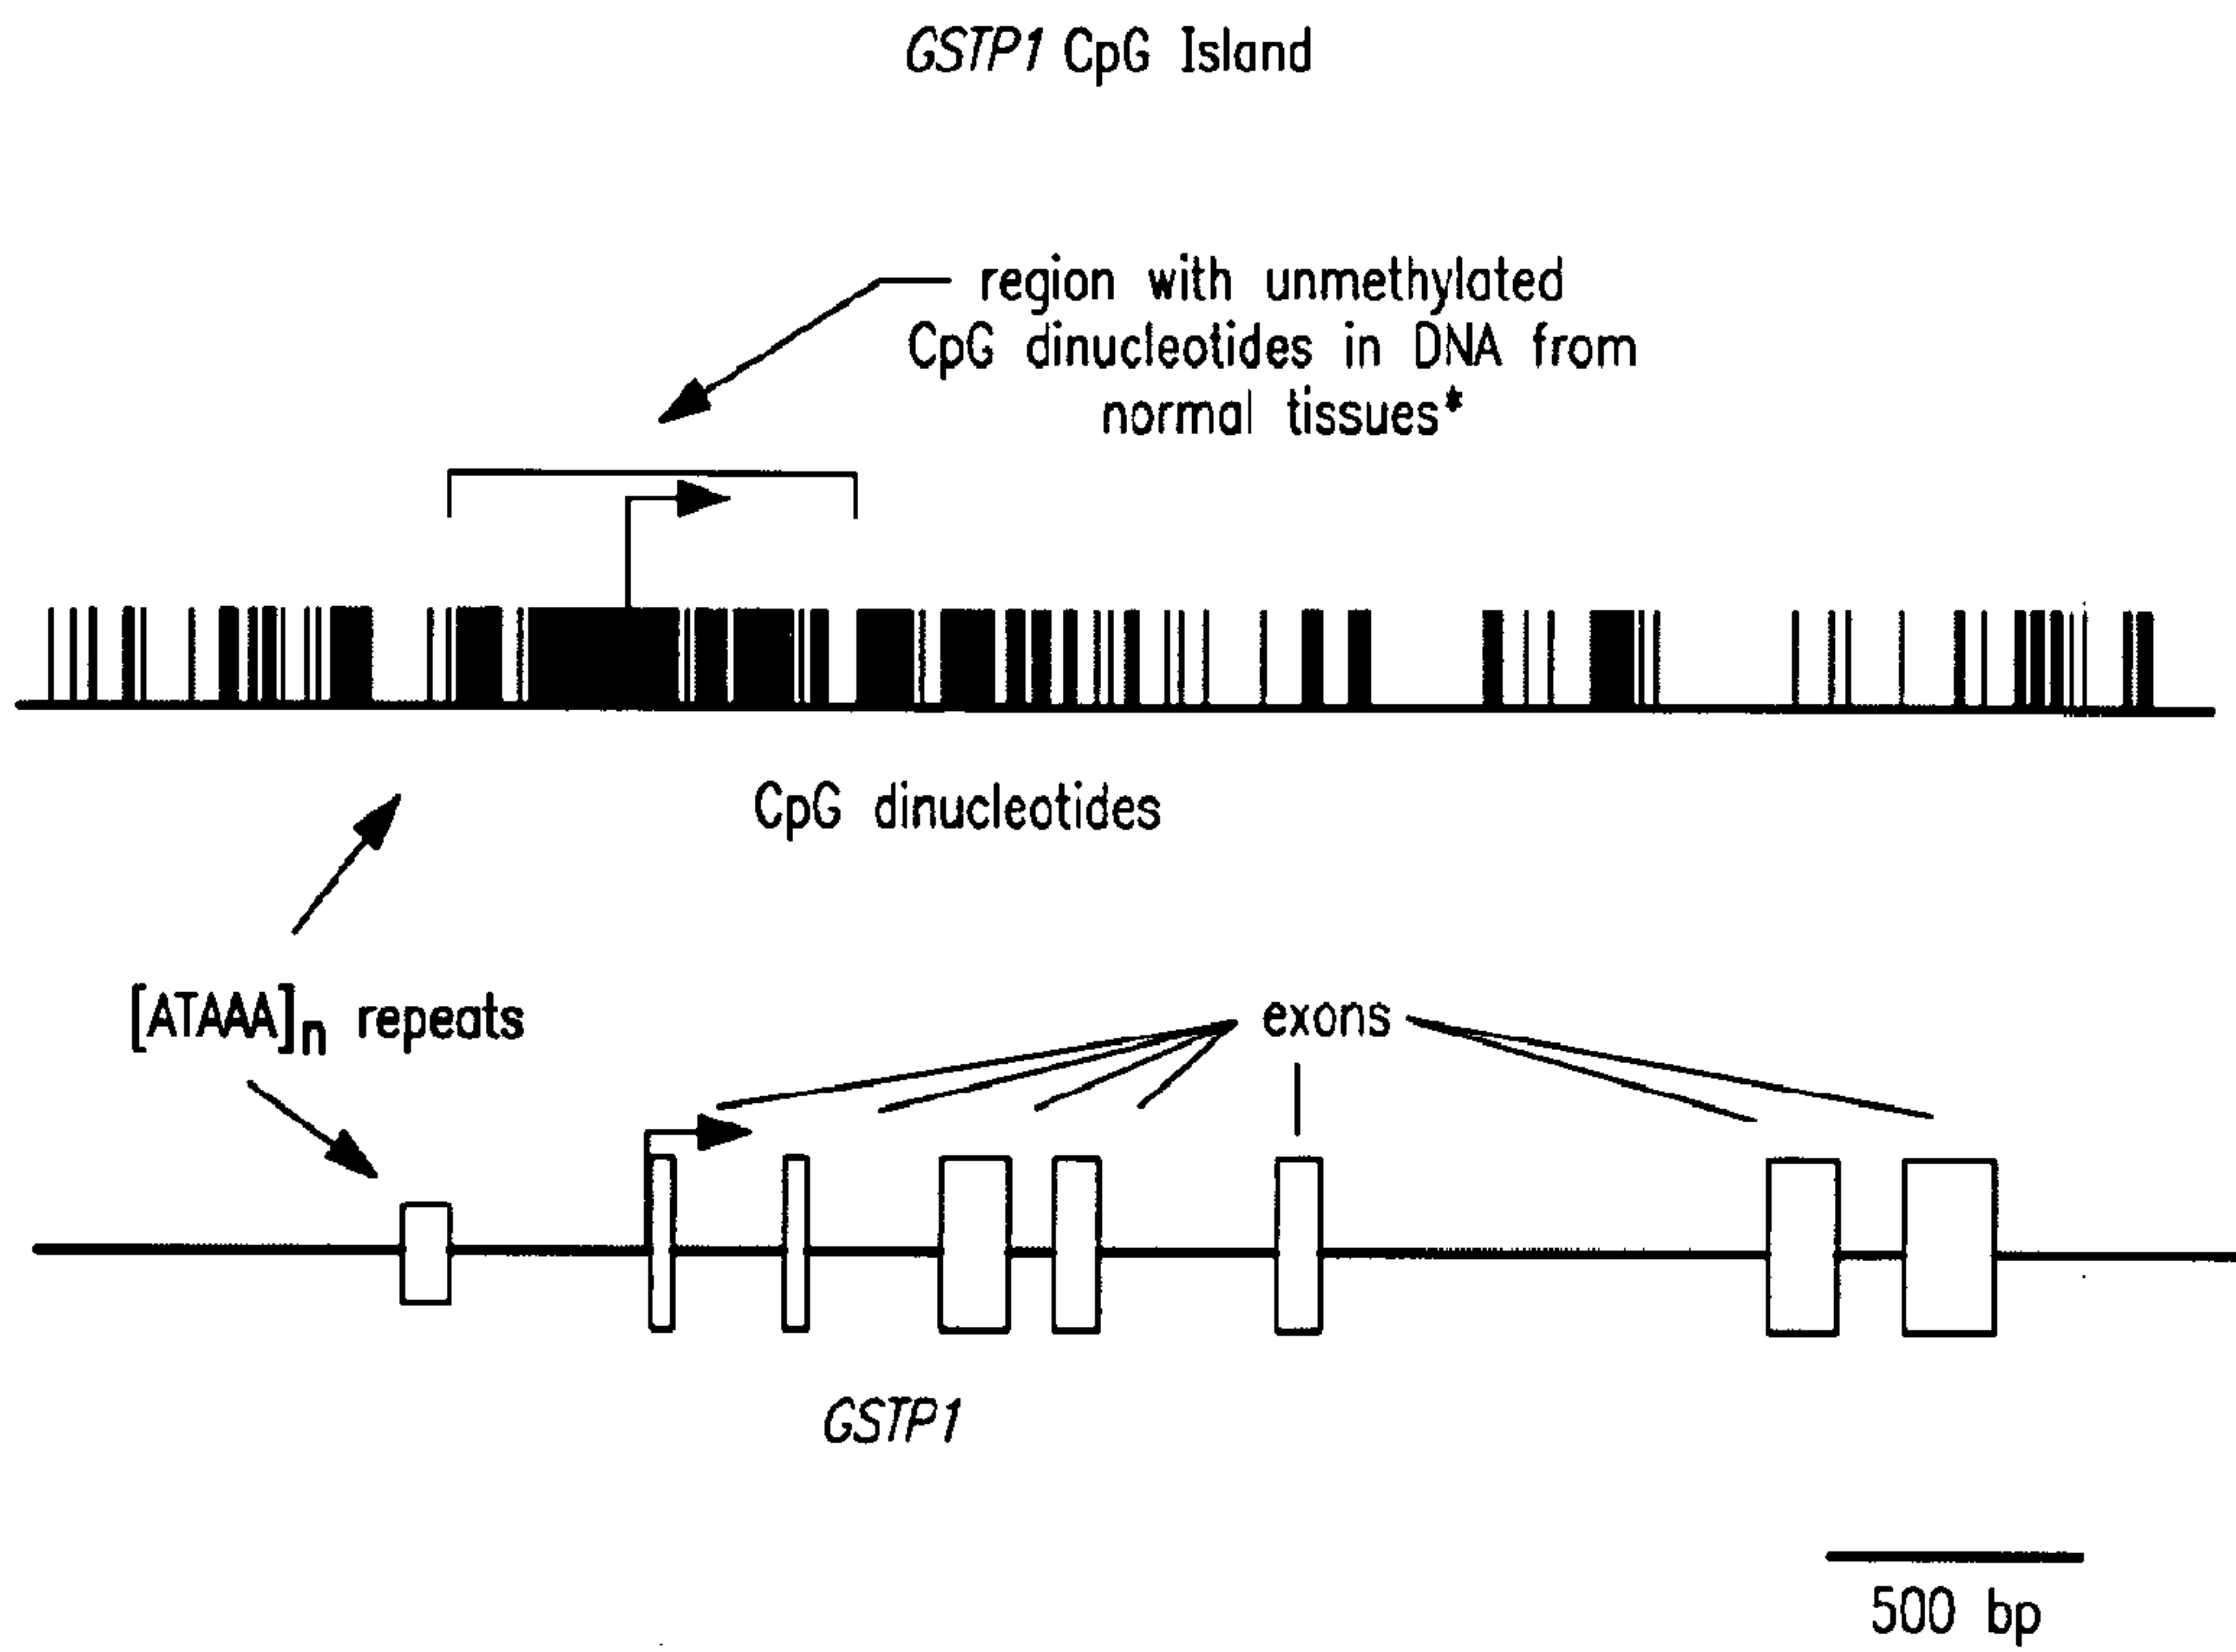 GSTP1 CpG Island
region with unmethylated
CpG dinucleotides in DNA from
normal tissues*
CpG dinucleotides
[ATAAA]n repeats
exons
GSTP1
500 bp